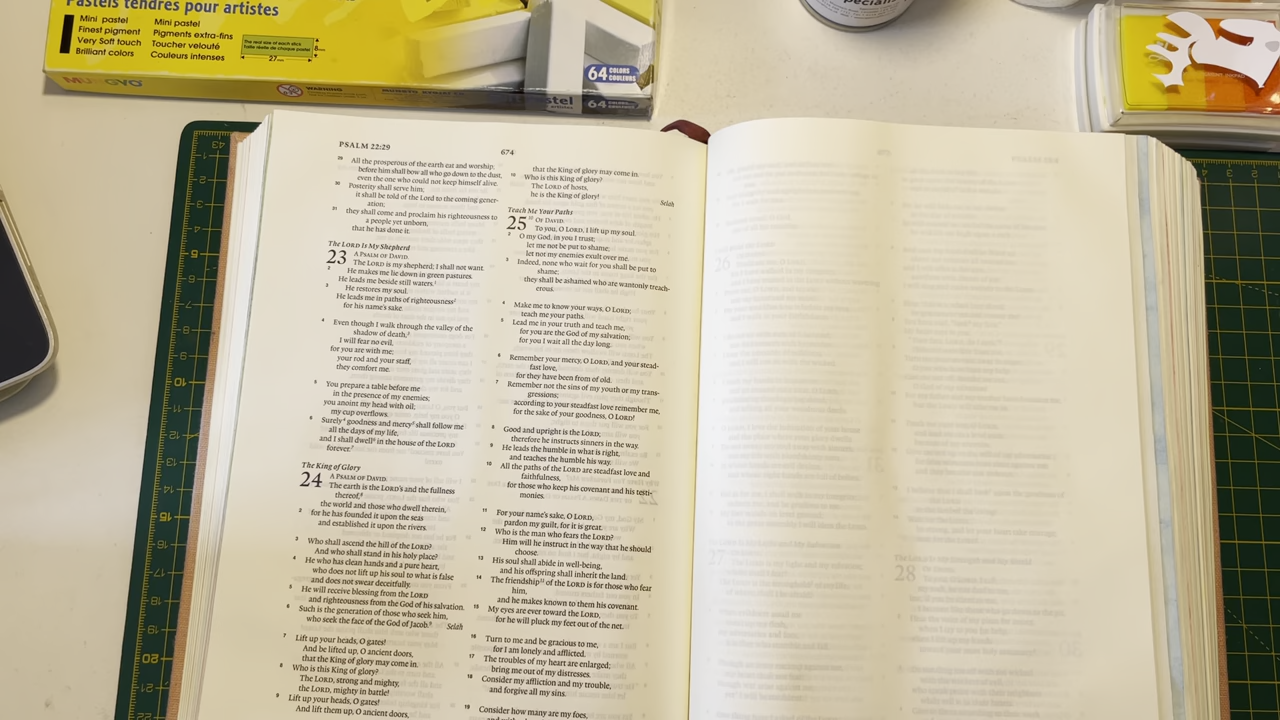 Pastels tendres pour artistes
Mini pastel
Finest pigment
Very Soft touch
Brilliant colors
Mini pastel
Pigments extra-fins
Toucher velouté
Couleurs intenses
27mm
64 COLORS
COULEURS
MUNGYO
WARNING
64
PSALM 22:29
674
29 All the prosperous of the earth eat and worship;
before him shall bow all who go down to the dust,
even the one who could not keep himself alive.
30 Posterity shall serve him;
it shall be told of the Lord to the coming gener-
ation;
31 they shall come and proclaim his righteousness to
a people yet unborn,
that he has done it.
The LORD Is My Shepherd
23 A PSALM OF DAVID.
The LORD is my shepherd; I shall not want.
2 He makes me lie down in green pastures.
He leads me beside still waters.1
3 He restores my soul.
He leads me in paths of righteousness2
for his name's sake.
4 Even though I walk through the valley of the
shadow of death,3
I will fear no evil,
for you are with me;
your rod and your staff,
they comfort me.
5 You prepare a table before me
in the presence of my enemies;
you anoint my head with oil;
my cup overflows.
6 Surely4 goodness and mercy5 shall follow me
all the days of my life,
and I shall dwell6 in the house of the LORD
forever.7
The King of Glory
24 A PSALM OF DAVID.
The earth is the LORD's and the fullness
thereof,8
the world and those who dwell therein,
2 for he has founded it upon the seas
and established it upon the rivers.
3 Who shall ascend the hill of the LORD?
And who shall stand in his holy place?
4 He who has clean hands and a pure heart,
who does not lift up his soul to what is false
and does not swear deceitfully.
5 He will receive blessing from the LORD
and righteousness from the God of his salvation.
6 Such is the generation of those who seek him,
who seek the face of the God of Jacob.9 Selah
7 Lift up your heads, O gates!
And be lifted up, O ancient doors,
that the King of glory may come in.
8 Who is this King of glory?
The LORD, strong and mighty,
the LORD, mighty in battle!
9 Lift up your heads, O gates!
And lift them up, O ancient doors,
that the King of glory may come in.
10 Who is this King of glory?
The LORD of hosts,
he is the King of glory! Selah
Teach Me Your Paths
25 10 OF DAVID.
To you, O LORD, I lift up my soul.
2 O my God, in you I trust;
let me not be put to shame;
let not my enemies exult over me.
3 Indeed, none who wait for you shall be put to
shame;
they shall be ashamed who are wantonly treach-
erous.
4 Make me to know your ways, O LORD;
teach me your paths.
5 Lead me in your truth and teach me,
for you are the God of my salvation;
for you I wait all the day long.
6 Remember your mercy, O LORD, and your stead-
fast love,
for they have been from of old.
7 Remember not the sins of my youth or my trans-
gressions;
according to your steadfast love remember me,
for the sake of your goodness, O LORD!
8 Good and upright is the LORD;
therefore he instructs sinners in the way.
9 He leads the humble in what is right,
and teaches the humble his way.
10 All the paths of the LORD are steadfast love and
faithfulness,
for those who keep his covenant and his testi-
monies.
11 For your name's sake, O LORD,
pardon my guilt, for it is great.
12 Who is the man who fears the LORD?
Him will he instruct in the way that he should
choose.
13 His soul shall abide in well-being,
and his offspring shall inherit the land.
14 The friendship11 of the LORD is for those who fear
him,
and he makes known to them his covenant.
15 My eyes are ever toward the LORD,
for he will pluck my feet out of the net.
16 Turn to me and be gracious to me,
for I am lonely and afflicted.
17 The troubles of my heart are enlarged;
bring me out of my distresses.
18 Consider my affliction and my trouble,
and forgive all my sins.
19 Consider how many are my foes,
28